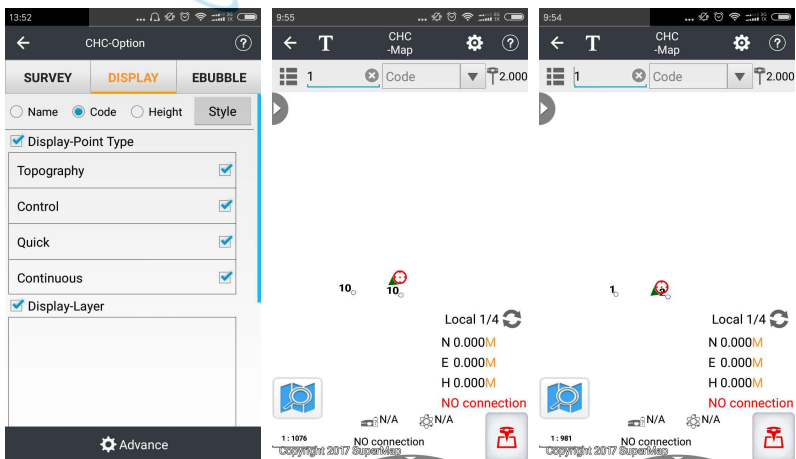 13:52
CHC-Option
SURVEY DISPLAY EBUBBLE
Name Code Height Style
Display-Point Type
Topography
Control
Quick
Continuous
Display-Layer
Advance
9:55
T CHC
-Map
1 Code 2.000
10 10
Local 1/4
N 0.000M
E 0.000M
H 0.000M
NO connection
N/A N/A
1 : 1076 NO connection
Copyright 2017 SuperMap
9:54
T CHC
-Map
1 Code 2.000
1 2
Local 1/4
N 0.000M
E 0.000M
H 0.000M
NO connection
N/A N/A
1 : 981 NO connection
Copyright 2017 SuperMap